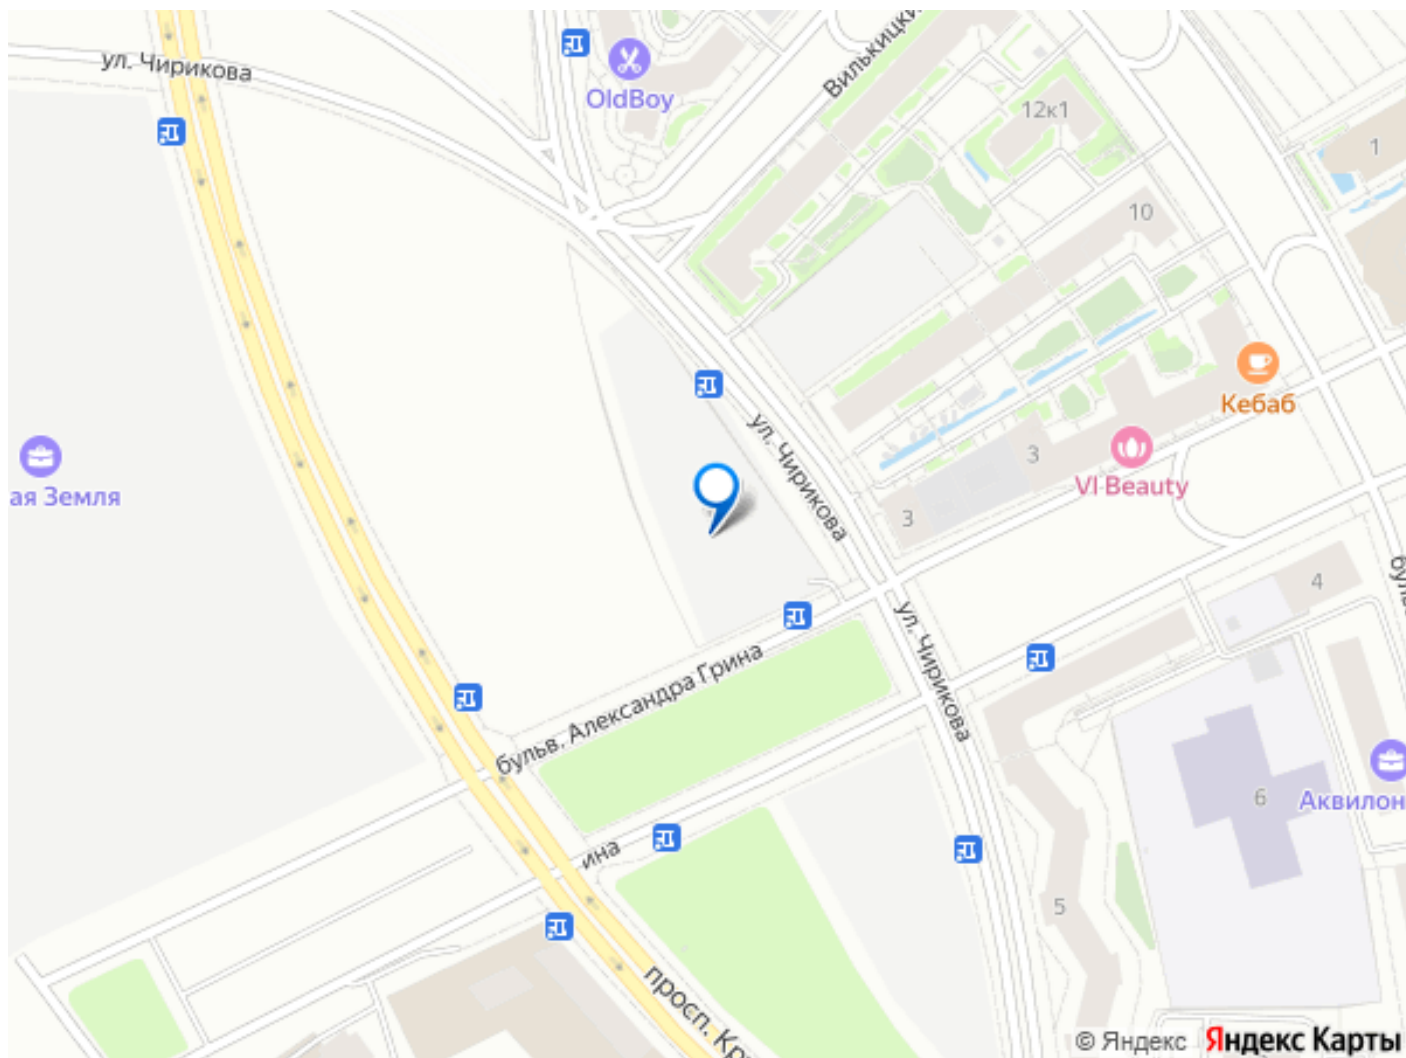 ул. Чирикова
OldBoy
Вилькицки
12к1
1
10
Кебаб
ул. Чирикова
3
VI Beauty
ая Земля
3
4
ул. Чирикова
бульв. Александра Грина
6
Аквилон
ина
5
просп. Кр
© Яндекс Яндекс Карты